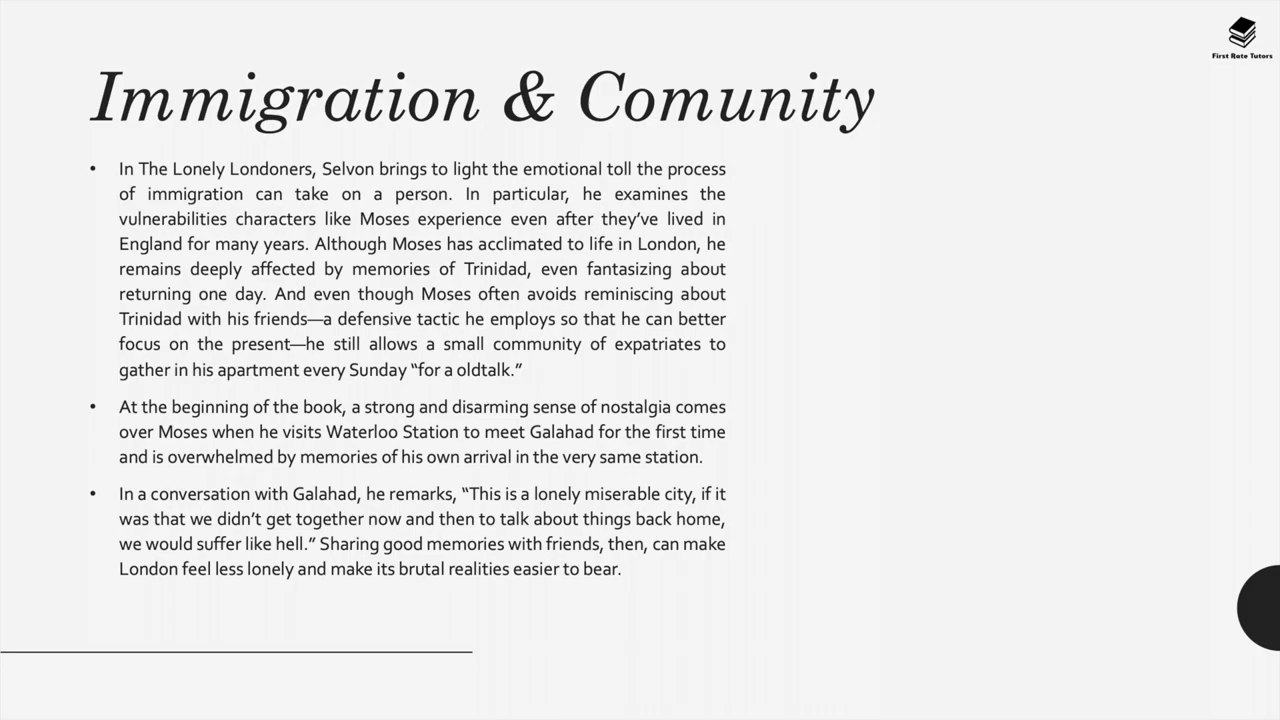 First Rate Tutors
Immigration & Comunity
• In The Lonely Londoners, Selvon brings to light the emotional toll the process
of immigration can take on a person. In particular, he examines the
vulnerabilities characters like Moses experience even after they’ve lived in
England for many years. Although Moses has acclimated to life in London, he
remains deeply affected by memories of Trinidad, even fantasizing about
returning one day. And even though Moses often avoids reminiscing about
Trinidad with his friends—a defensive tactic he employs so that he can better
focus on the present—he still allows a small community of expatriates to
gather in his apartment every Sunday “for a oldtalk.”
• At the beginning of the book, a strong and disarming sense of nostalgia comes
over Moses when he visits Waterloo Station to meet Galahad for the first time
and is overwhelmed by memories of his own arrival in the very same station.
• In a conversation with Galahad, he remarks, “This is a lonely miserable city, if it
was that we didn’t get together now and then to talk about things back home,
we would suffer like hell.” Sharing good memories with friends, then, can make
London feel less lonely and make its brutal realities easier to bear.